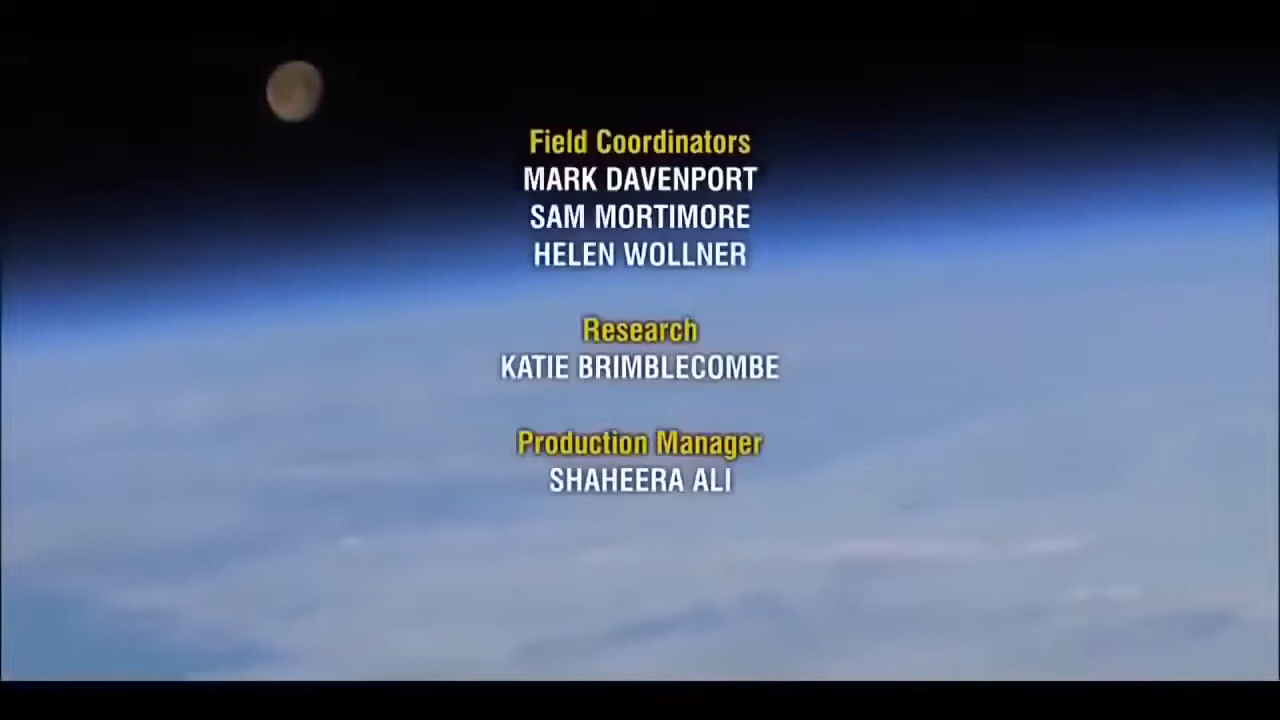 Field Coordinators
MARK DAVENPORT
SAM MORTIMORE
HELEN WOLLNER
Research
KATIE BRIMBLECOMBE
Production Manager
SHAHEERA ALI